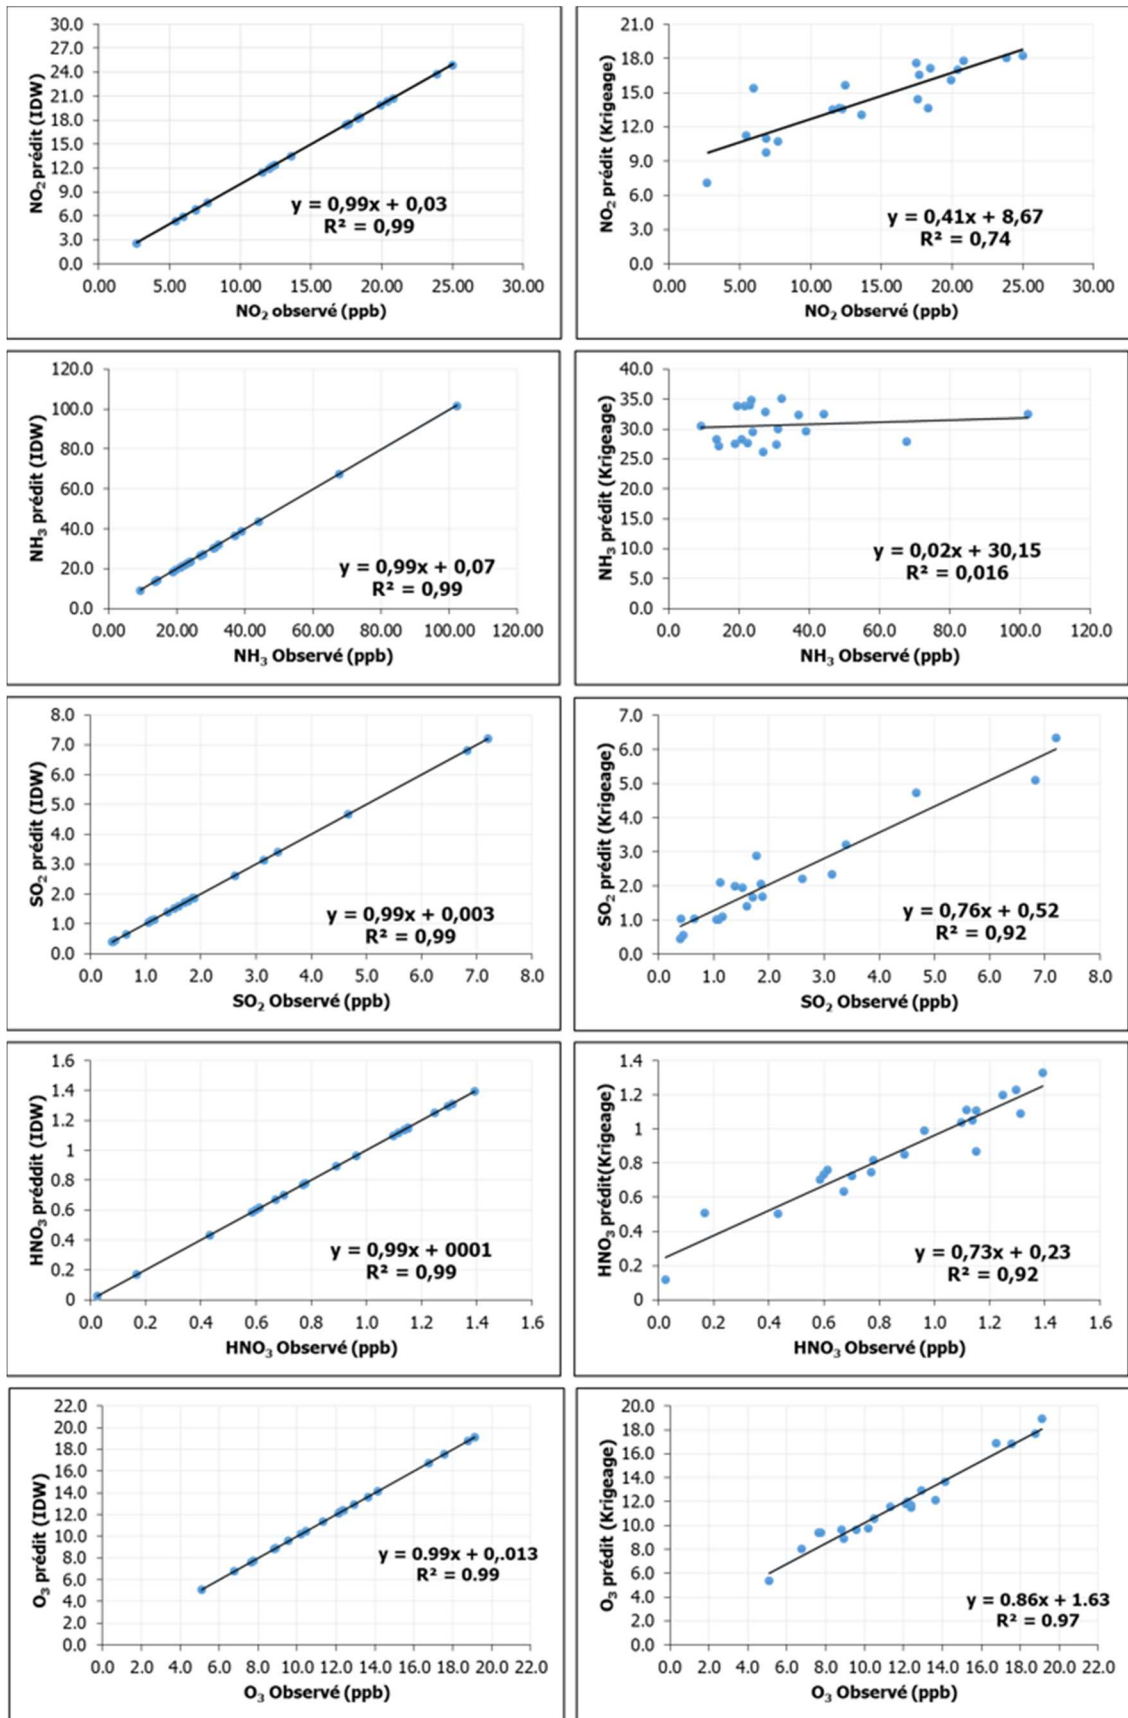 NO₂ prédit (IDW)
30.0
27.0
24.0
21.0
18.0
15.0
12.0
9.0
6.0
3.0
0.0
y = 0,99x + 0,03
R² = 0,99
0.00 5.00 10.00 15.00 20.00 25.00 30.00
NO₂ observé (ppb)
NO₂ prédit (Krigeage)
21.0
18.0
15.0
12.0
9.0
6.0
3.0
0.0
y = 0,41x + 8,67
R² = 0,74
5.00 10.00 15.00 20.00 25.00 30.00
NO₂ Observé (ppb)
NH₃ prédit (IDW)
120.0
100.0
80.0
60.0
40.0
20.0
0.0
y = 0,99x + 0,07
R² = 0,99
0.00 20.00 40.00 60.00 80.00 100.00 120.00
NH₃ Observé (ppb)
NH₃ prédit (Krigeage)
40.0
35.0
30.0
25.0
20.0
15.0
10.0
5.0
0.0
y = 0,02x + 30,15
R² = 0,016
0.0 20.0 40.0 60.0 80.0 100.0 120.0
NH₃ Observé (ppb)
SO₂ prédit (IDW)
8.0
7.0
6.0
5.0
4.0
3.0
2.0
1.0
0.0
y = 0,99x + 0,003
R² = 0,99
0.0 1.0 2.0 3.0 4.0 5.0 6.0 7.0 8.0
SO₂ Observé (ppb)
SO₂ prédit (Krigeage)
7.0
6.0
5.0
4.0
3.0
2.0
1.0
0.0
y = 0,76x + 0,52
R² = 0,92
0.0 1.0 2.0 3.0 4.0 5.0 6.0 7.0 8.0
SO₂ Observé (ppb)
HNO₃ préddit (IDW)
1.6
1.4
1.2
1
0.8
0.6
0.4
0.2
0
y = 0,99x + 0001
R² = 0,99
0.0 0.2 0.4 0.6 0.8 1.0 1.2 1.4 1.6
HNO₃ Observé (ppb)
HNO₃ prédit(Krigeage)
1.4
1.2
1
0.8
0.6
0.4
0.2
0
y = 0,73x + 0,23
R² = 0,92
0.0 0.2 0.4 0.6 0.8 1.0 1.2 1.4 1.6
HNO₃ Observé (ppb)
O₃ prédit (IDW)
22.0
20.0
18.0
16.0
14.0
12.0
10.0
8.0
6.0
4.0
2.0
0.0
y = 0.99x + 0,.013
R² = 0.99
0.0 2.0 4.0 6.0 8.0 10.0 12.0 14.0 16.0 18.0 20.0 22.0
O₃ Observé (ppb)
O₃ prédit (Krigeage)
20.0
18.0
16.0
14.0
12.0
10.0
8.0
6.0
4.0
2.0
0.0
y = 0.86x + 1.63
R² = 0.97
0.0 2.0 4.0 6.0 8.0 10.0 12.0 14.0 16.0 18.0 20.0 22.0
O₃ Observé (ppb)